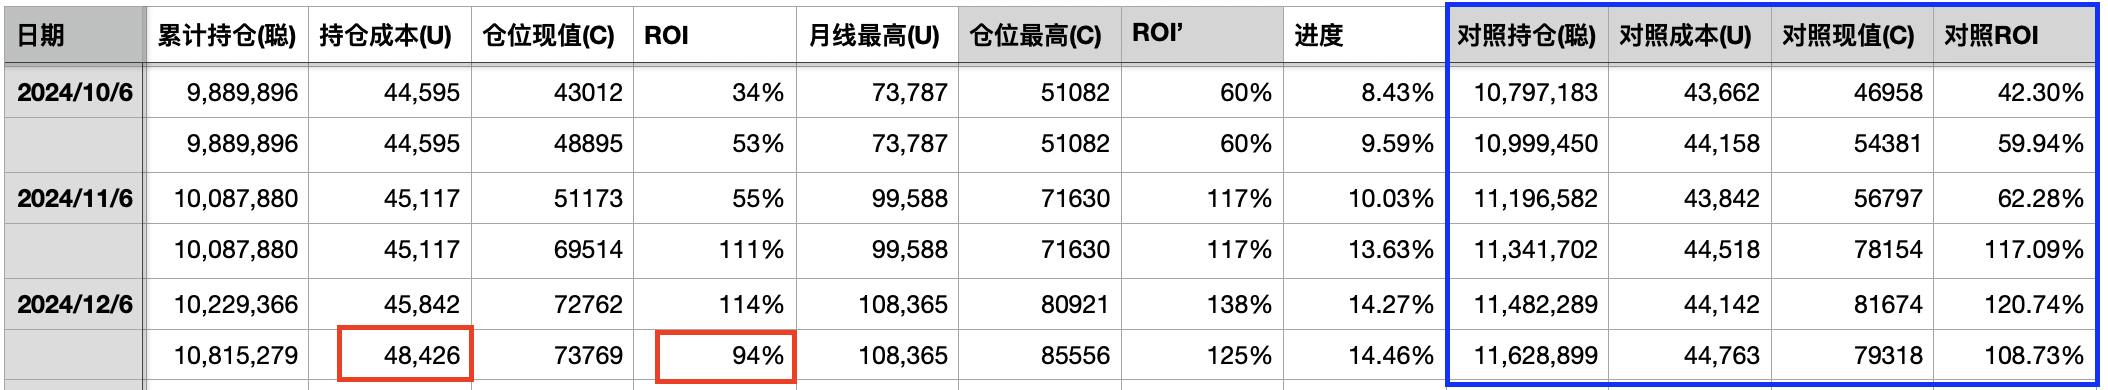 日期 累计持仓(聪) 持仓成本(U) 仓位现值(C) ROI 月线最高(U) 仓位最高(C) ROI’ 进度 对照持仓(聪) 对照成本(U) 对照现值(C) 对照ROI
2024/10/6 9,889,896 44,595 43012 34% 73,787 51082 60% 8.43% 10,797,183 43,662 46958 42.30%
9,889,896 44,595 48895 53% 73,787 51082 60% 9.59% 10,999,450 44,158 54381 59.94%
2024/11/6 10,087,880 45,117 51173 55% 99,588 71630 117% 10.03% 11,196,582 43,842 56797 62.28%
10,087,880 45,117 69514 111% 99,588 71630 117% 13.63% 11,341,702 44,518 78154 117.09%
2024/12/6 10,229,366 45,842 72762 114% 108,365 80921 138% 14.27% 11,482,289 44,142 81674 120.74%
10,815,279 48,426 73769 94% 108,365 85556 125% 14.46% 11,628,899 44,763 79318 108.73%